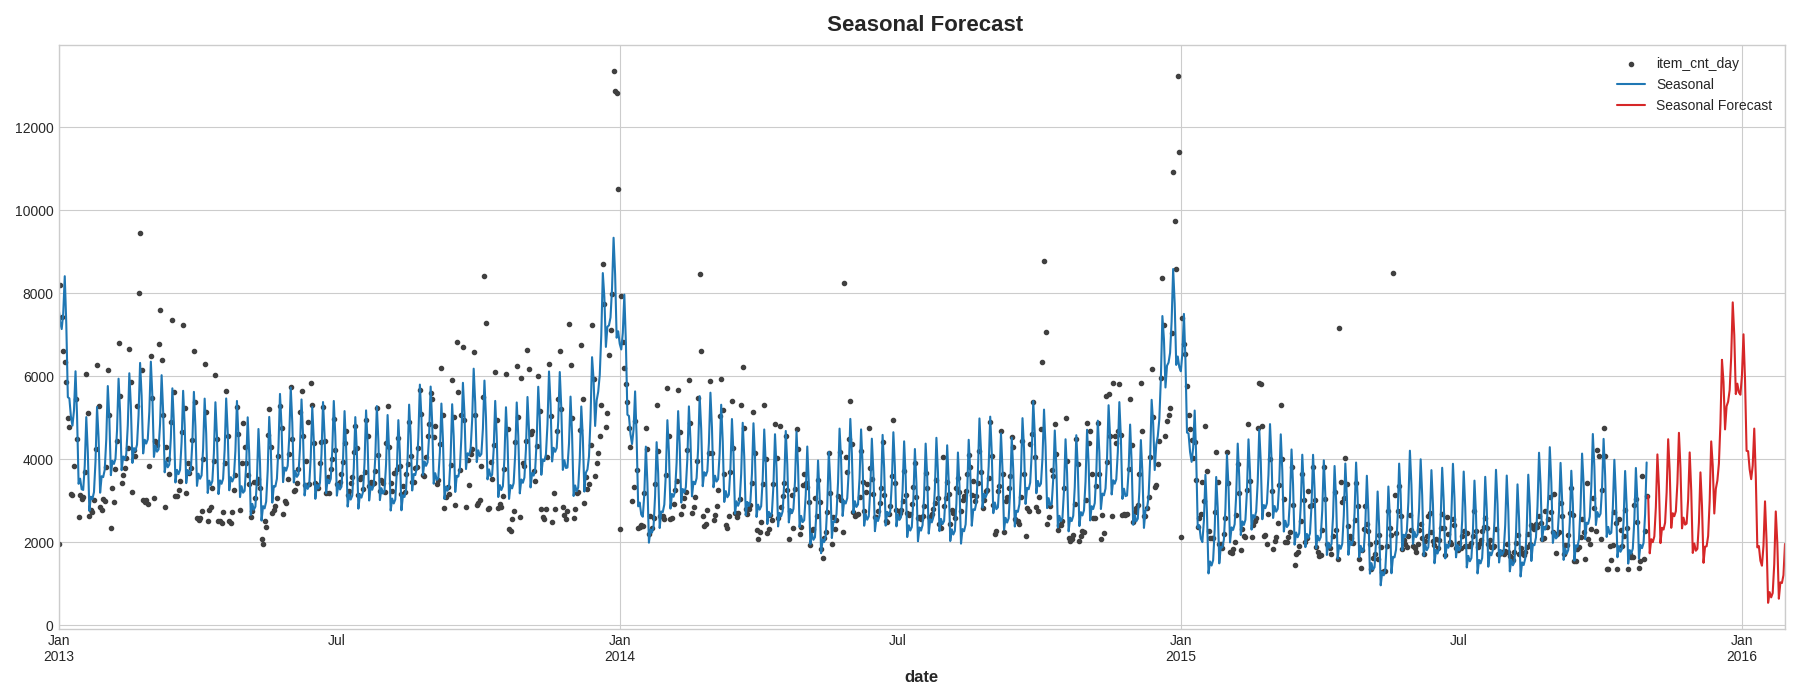 Seasonal Forecast
item_cnt_day
Seasonal
Seasonal Forecast
12000
10000
8000
6000
4000
2000
0
Jan Jul Jan Jul Jan Jul Jan
2013 2014 2015 2016
date